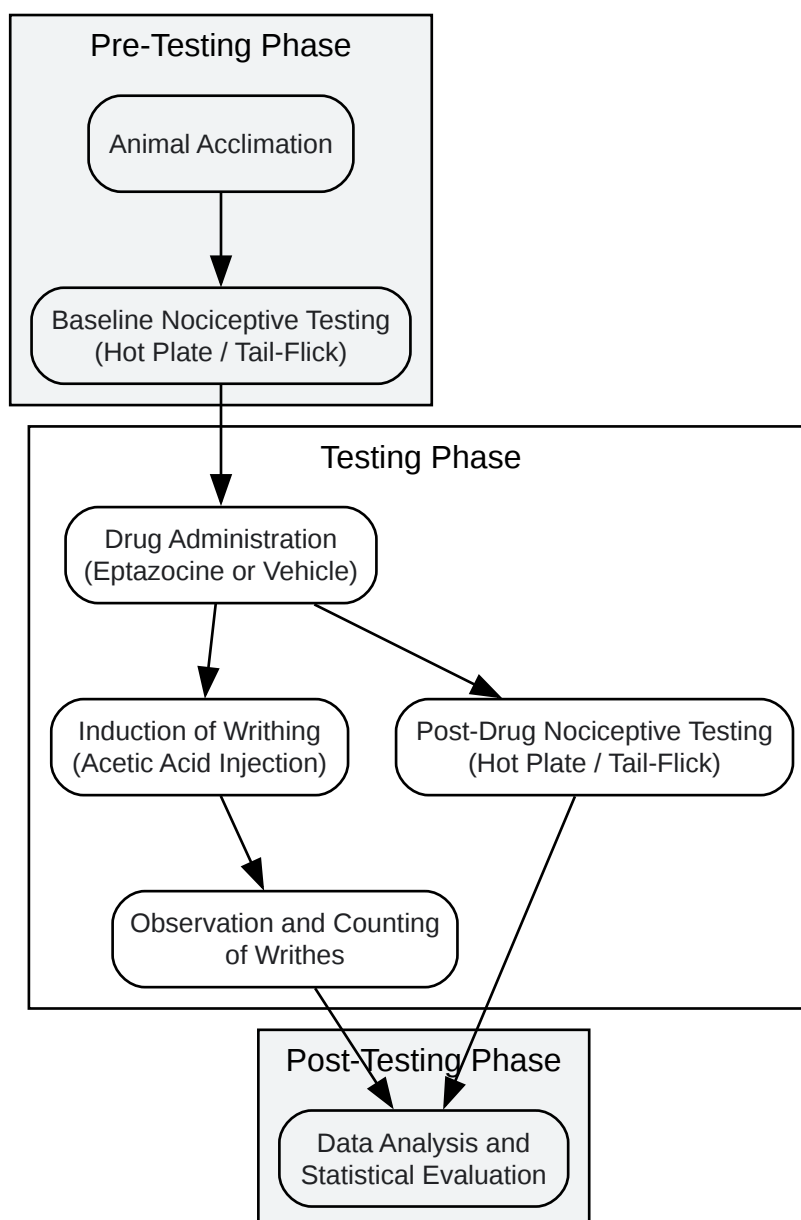 Pre-Testing Phase
Animal Acclimation
Baseline Nociceptive Testing
(Hot Plate / Tail-Flick)
Testing Phase
Drug Administration
(Eptazocine or Vehicle)
Induction of Writhing
(Acetic Acid Injection)
Post-Drug Nociceptive Testing
(Hot Plate / Tail-Flick)
Observation and Counting
of Writhes
Post-Testing Phase
Data Analysis and
Statistical Evaluation